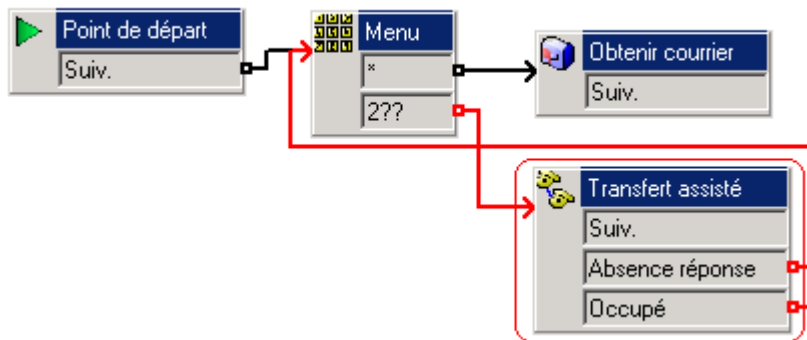 Point de départ
Suiv.
Menu
*
2??
Obtenir courrier
Suiv.
Transfert assisté
Suiv.
Absence réponse
Occupé